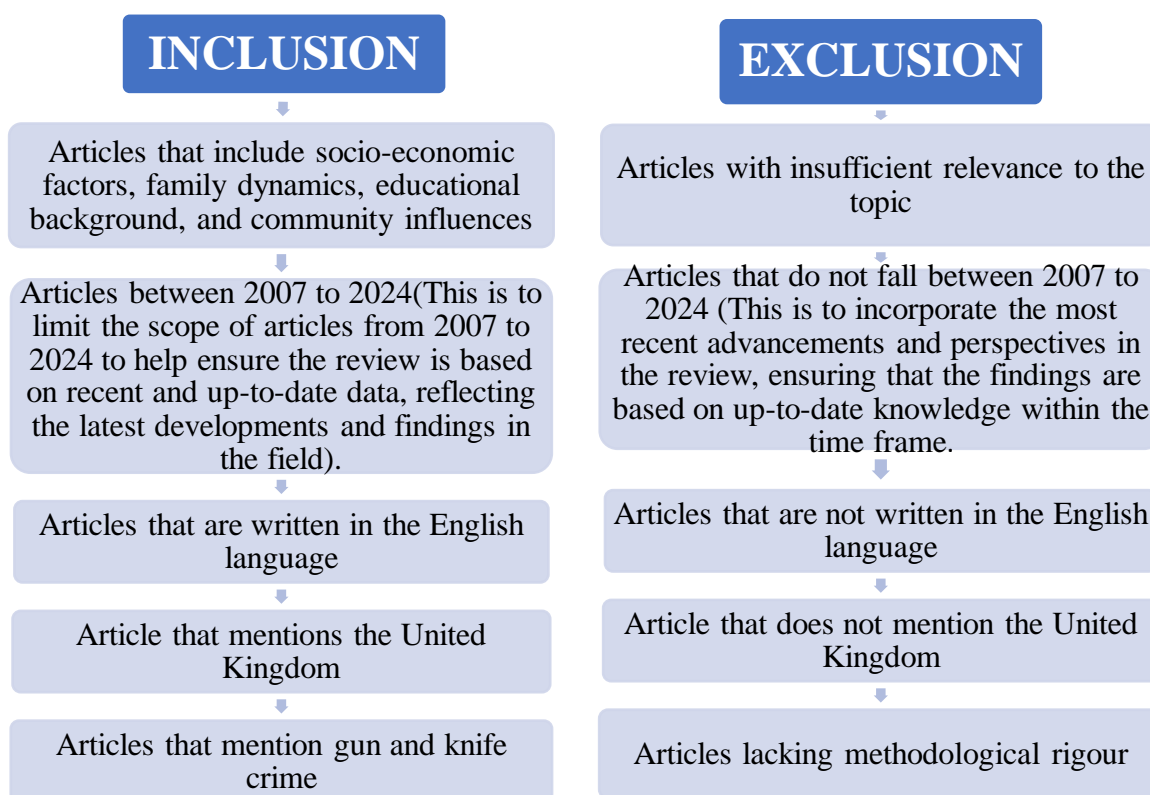 INCLUSION
Articles that include socio-economic
factors, family dynamics, educational
background, and community influences
Articles between 2007 to 2024(This is to
limit the scope of articles from 2007 to
2024 to help ensure the review is based
on recent and up-to-date data, reflecting
the latest developments and findings in
the field).
Articles that are written in the English
language
Article that mentions the United
Kingdom
Articles that mention gun and knife
crime
EXCLUSION
Articles with insufficient relevance to the
topic
Articles that do not fall between 2007 to
2024 (This is to incorporate the most
recent advancements and perspectives in
the review, ensuring that the findings are
based on up-to-date knowledge within the
time frame.
Articles that are not written in the English
language
Article that does not mention the United
Kingdom
Articles lacking methodological rigour